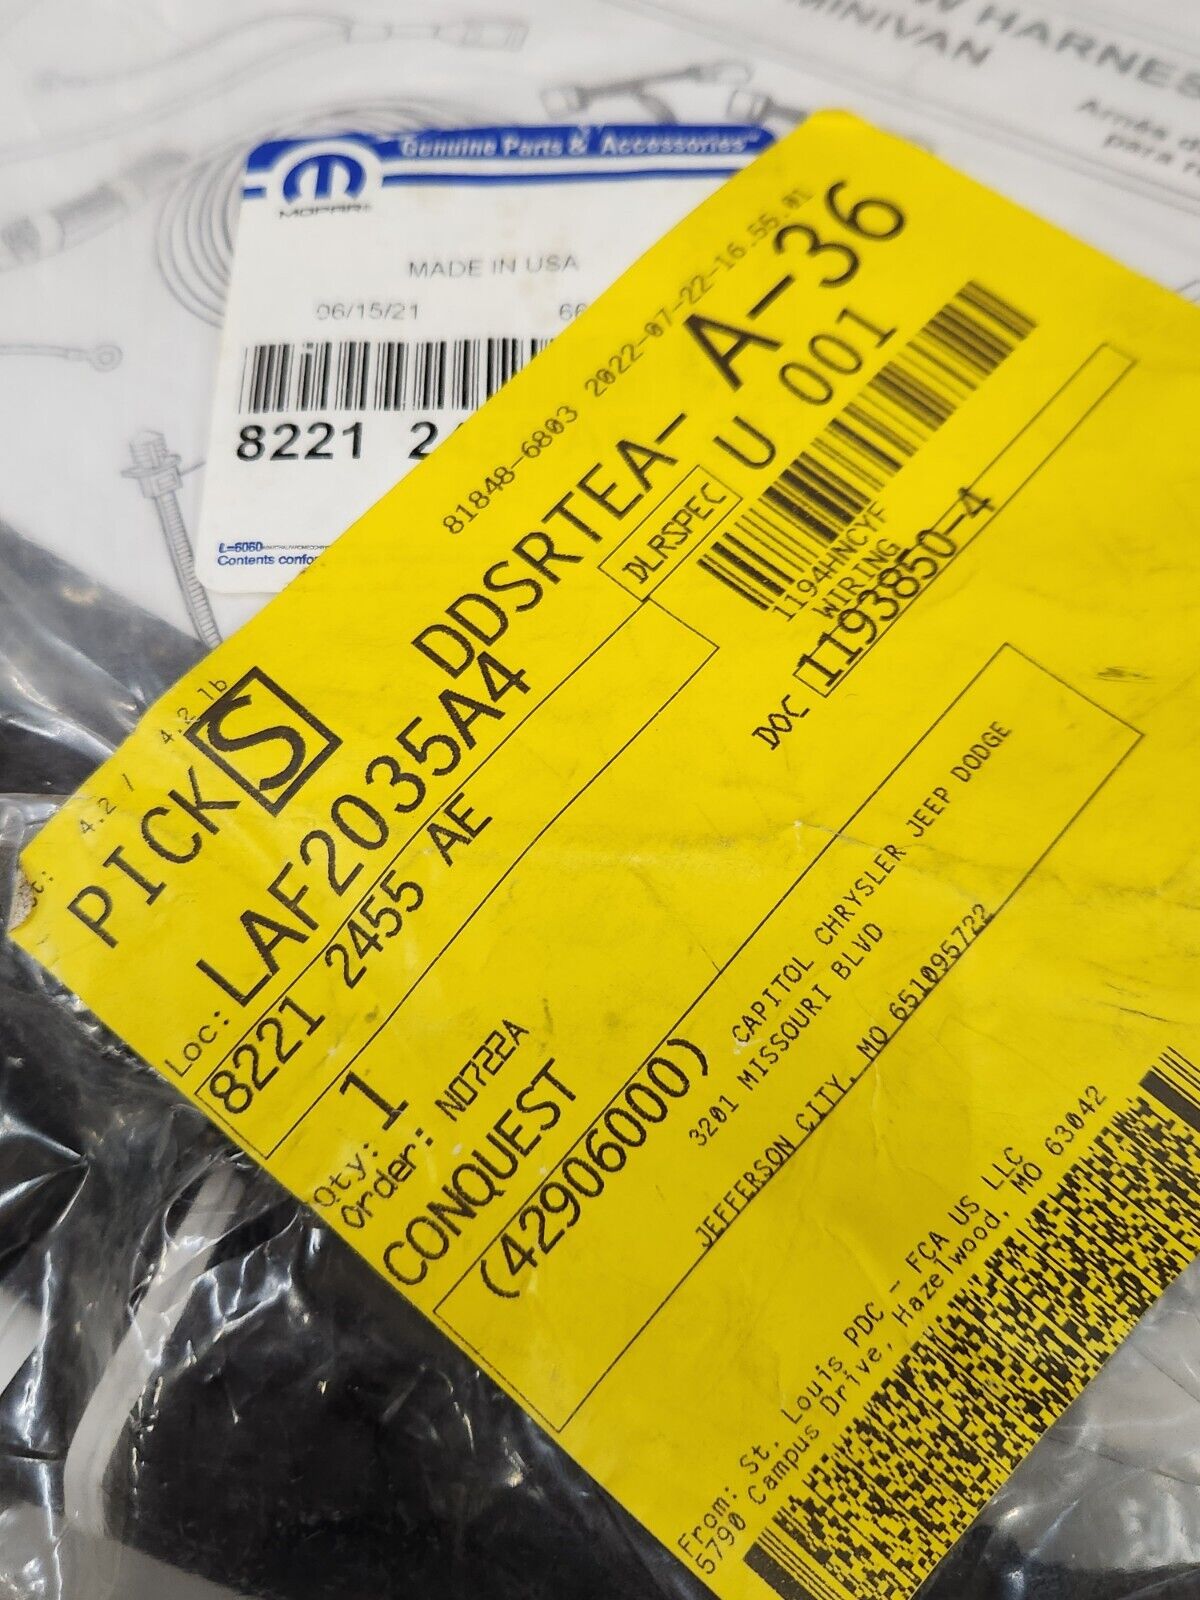 W HARNES
MINIVAN
Arnés d
para r
Genuine Parts & Accessories
MOPAR
MADE IN USA
06/15/21 66
8221 24
L-6060
Contents confo
81848-6803 2022-07-22-16.55.01
DDSRTEA- A-36
DLRSPEC U 001
1194HNCYF
WIRING
DOC 1193850-4
4.2 / 4.2 lb
PICK S
Loc: LAF2035A4
8221 2455 AE
Qty: 1
Order: N0722A
CONQUEST
(42906000)
CAPITOL CHRYSLER JEEP DODGE
3201 MISSOURI BLVD
JEFFERSON CITY, MO 651095722
From: St. Louis PDC - FCA US LLC
5790 Campus Drive, Hazelwood, MO 63042